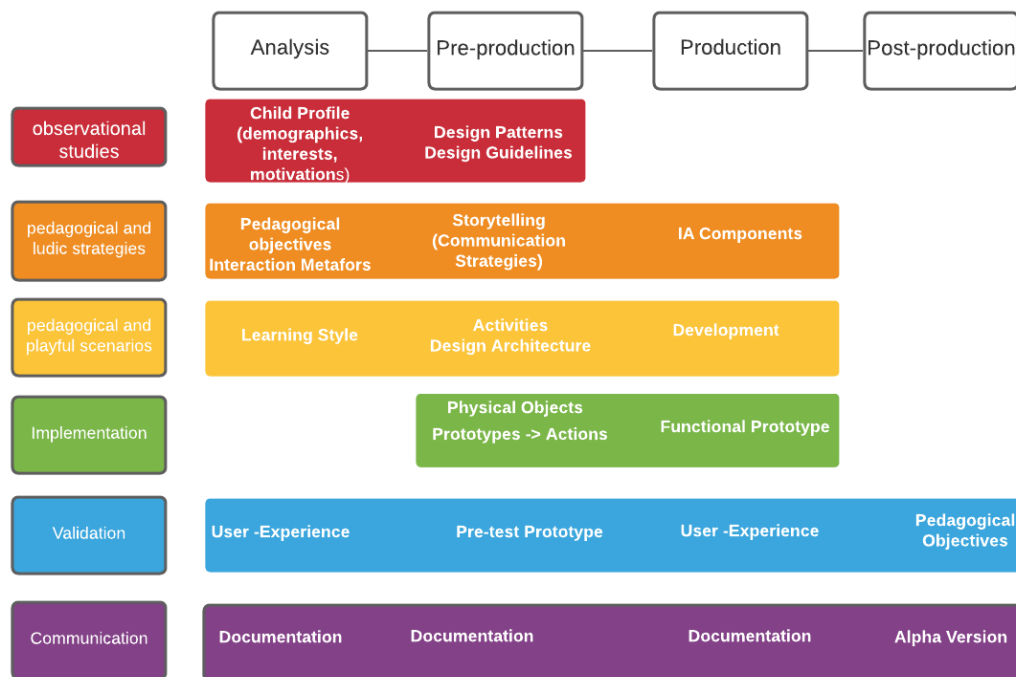 Analysis
Pre-production
Production
Post-production
observational
studies
Child Profile
(demographics,
interests,
motivations)
Design Patterns
Design Guidelines
pedagogical and
ludic strategies
Pedagogical
objectives
Interaction Metafors
Storytelling
(Communication
Strategies)
IA Components
pedagogical and
playful scenarios
Learning Style
Activities
Design Architecture
Development
Implementation
Physical Objects
Prototypes -> Actions
Functional Prototype
Validation
User -Experience
Pre-test Prototype
User -Experience
Pedagogical
Objectives
Communication
Documentation
Documentation
Documentation
Alpha Version